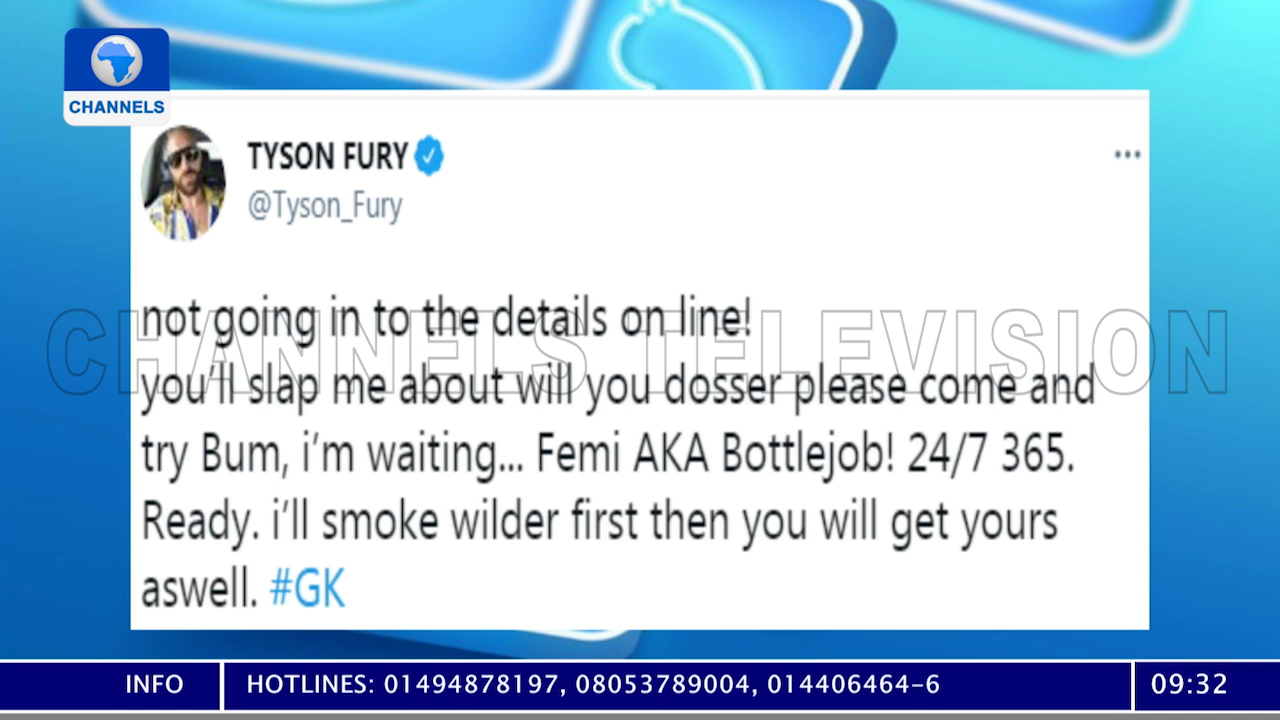 CHANNELS
TYSON FURY
@Tyson_Fury
not going in to the details on line!
CHANNELS TELEVISION
you'll slap me about will you dosser please come and
try Bum, i'm waiting... Femi AKA Bottlejob! 24/7 365.
Ready. i'll smoke wilder first then you will get yours
aswell. #GK
INFO
HOTLINES: 01494878197, 08053789004, 014406464-6
09:32